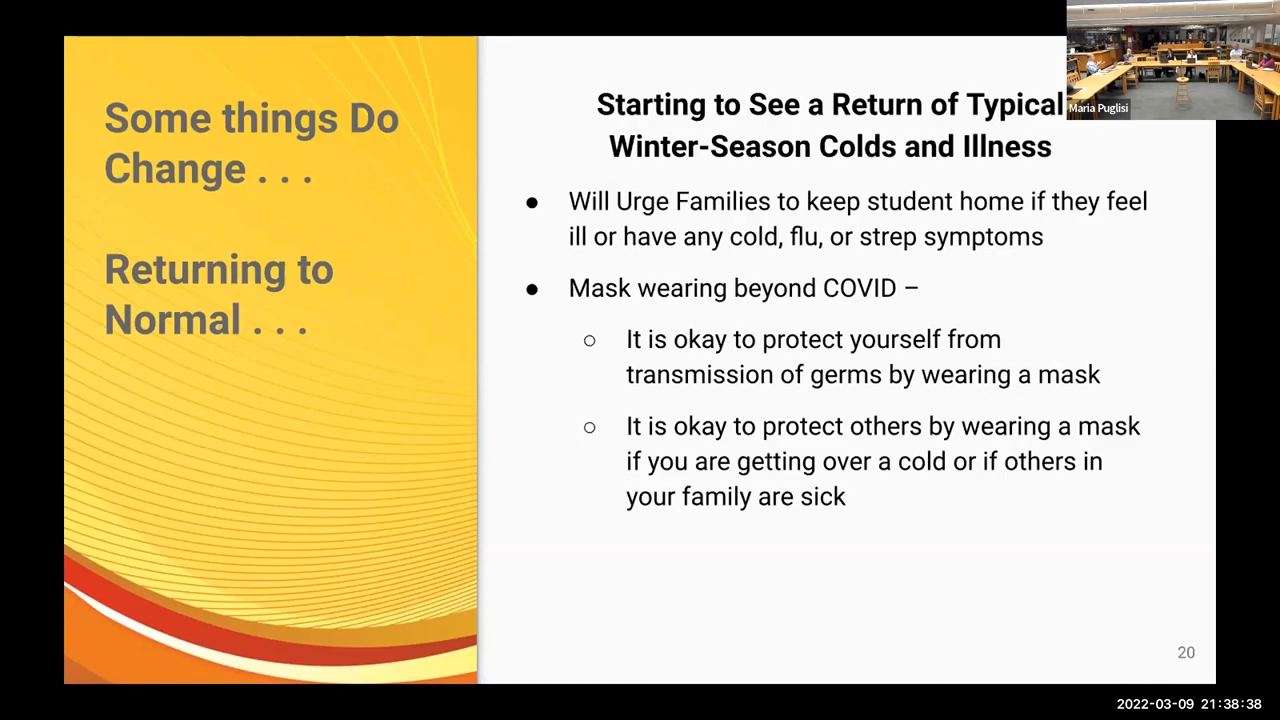 Some things Do
Change . . .
Returning to
Normal . . .
Starting to See a Return of Typical
Winter-Season Colds and Illness
● Will Urge Families to keep student home if they feel
ill or have any cold, flu, or strep symptoms
● Mask wearing beyond COVID –
○ It is okay to protect yourself from
transmission of germs by wearing a mask
○ It is okay to protect others by wearing a mask
if you are getting over a cold or if others in
your family are sick
20
Maria Puglisi
2022-03-09 21:38:38